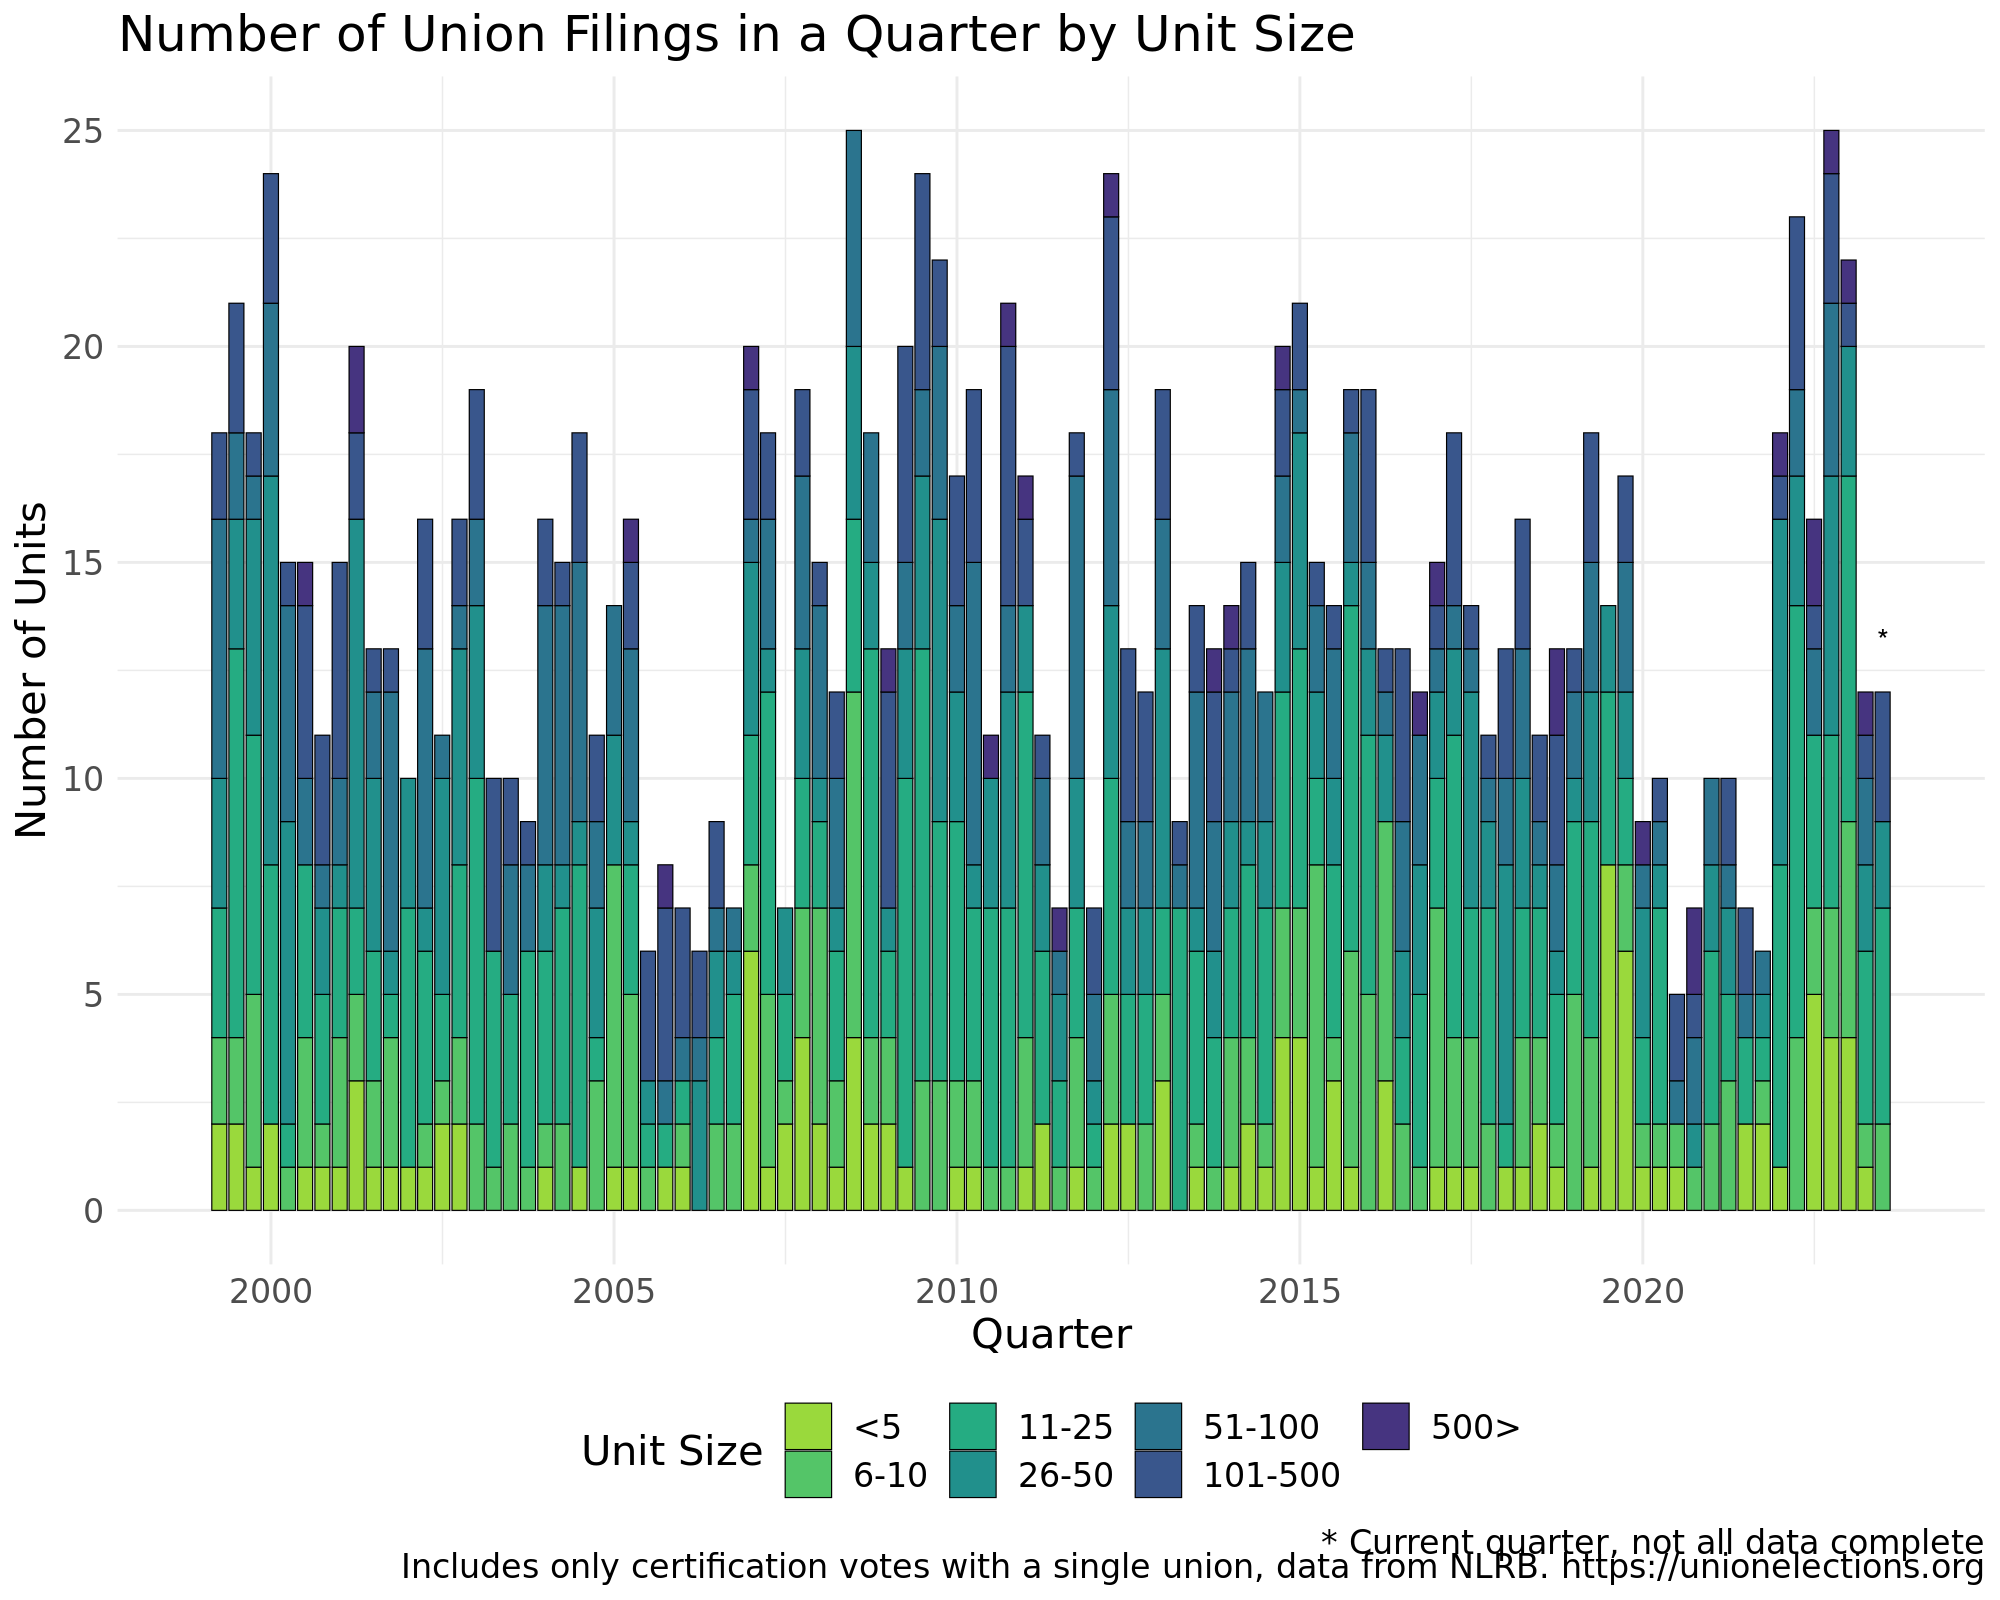 Number of Union Filings in a Quarter by Unit Size
Number of Units
25
20
15
10
5
0
*
2000 2005 2010 2015 2020
Quarter
Unit Size
<5 11-25 51-100 500>
6-10 26-50 101-500
* Current quarter, not all data complete
Includes only certification votes with a single union, data from NLRB. https://unionelections.org